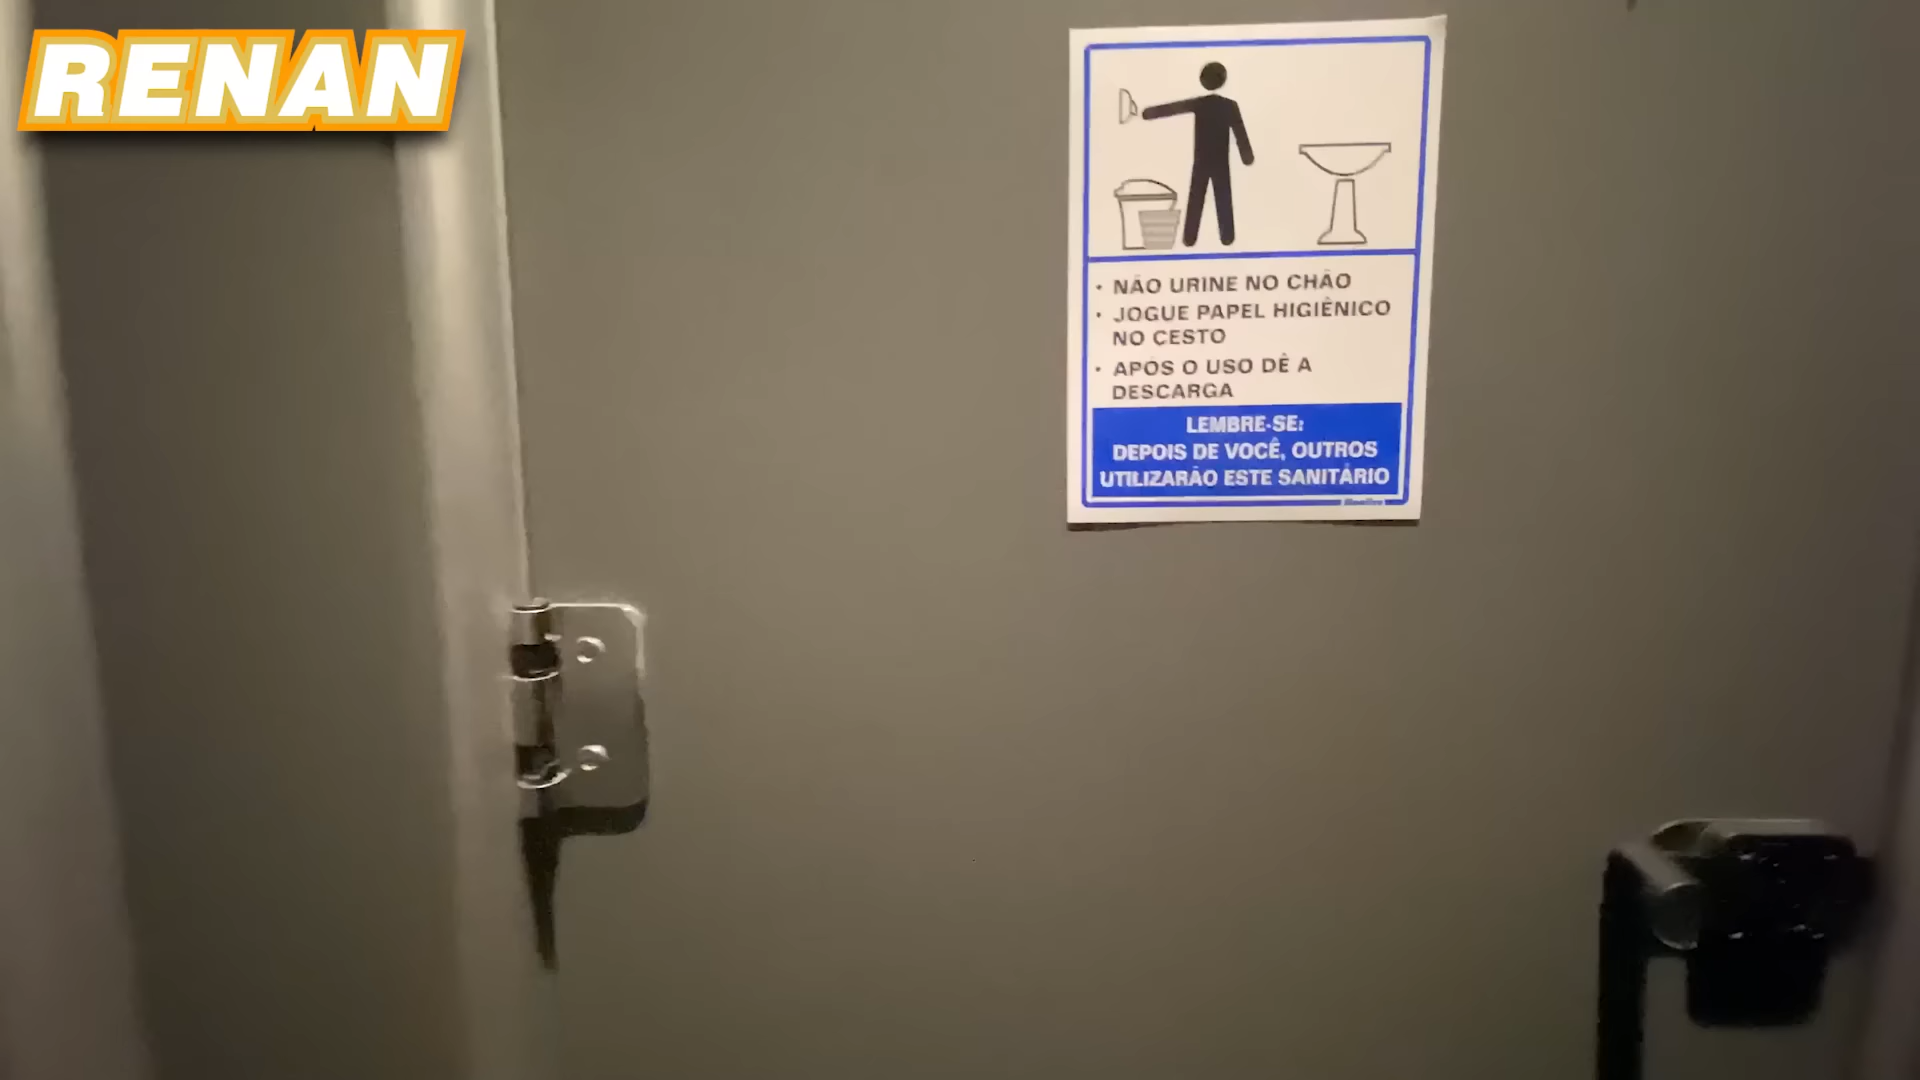 RENAN
• NÃO URINE NO CHÃO
• JOGUE PAPEL HIGIÊNICO
NO CESTO
• APÓS O USO DÊ A
DESCARGA
LEMBRE-SE:
DEPOIS DE VOCÊ, OUTROS
UTILIZARÃO ESTE SANITÁRIO